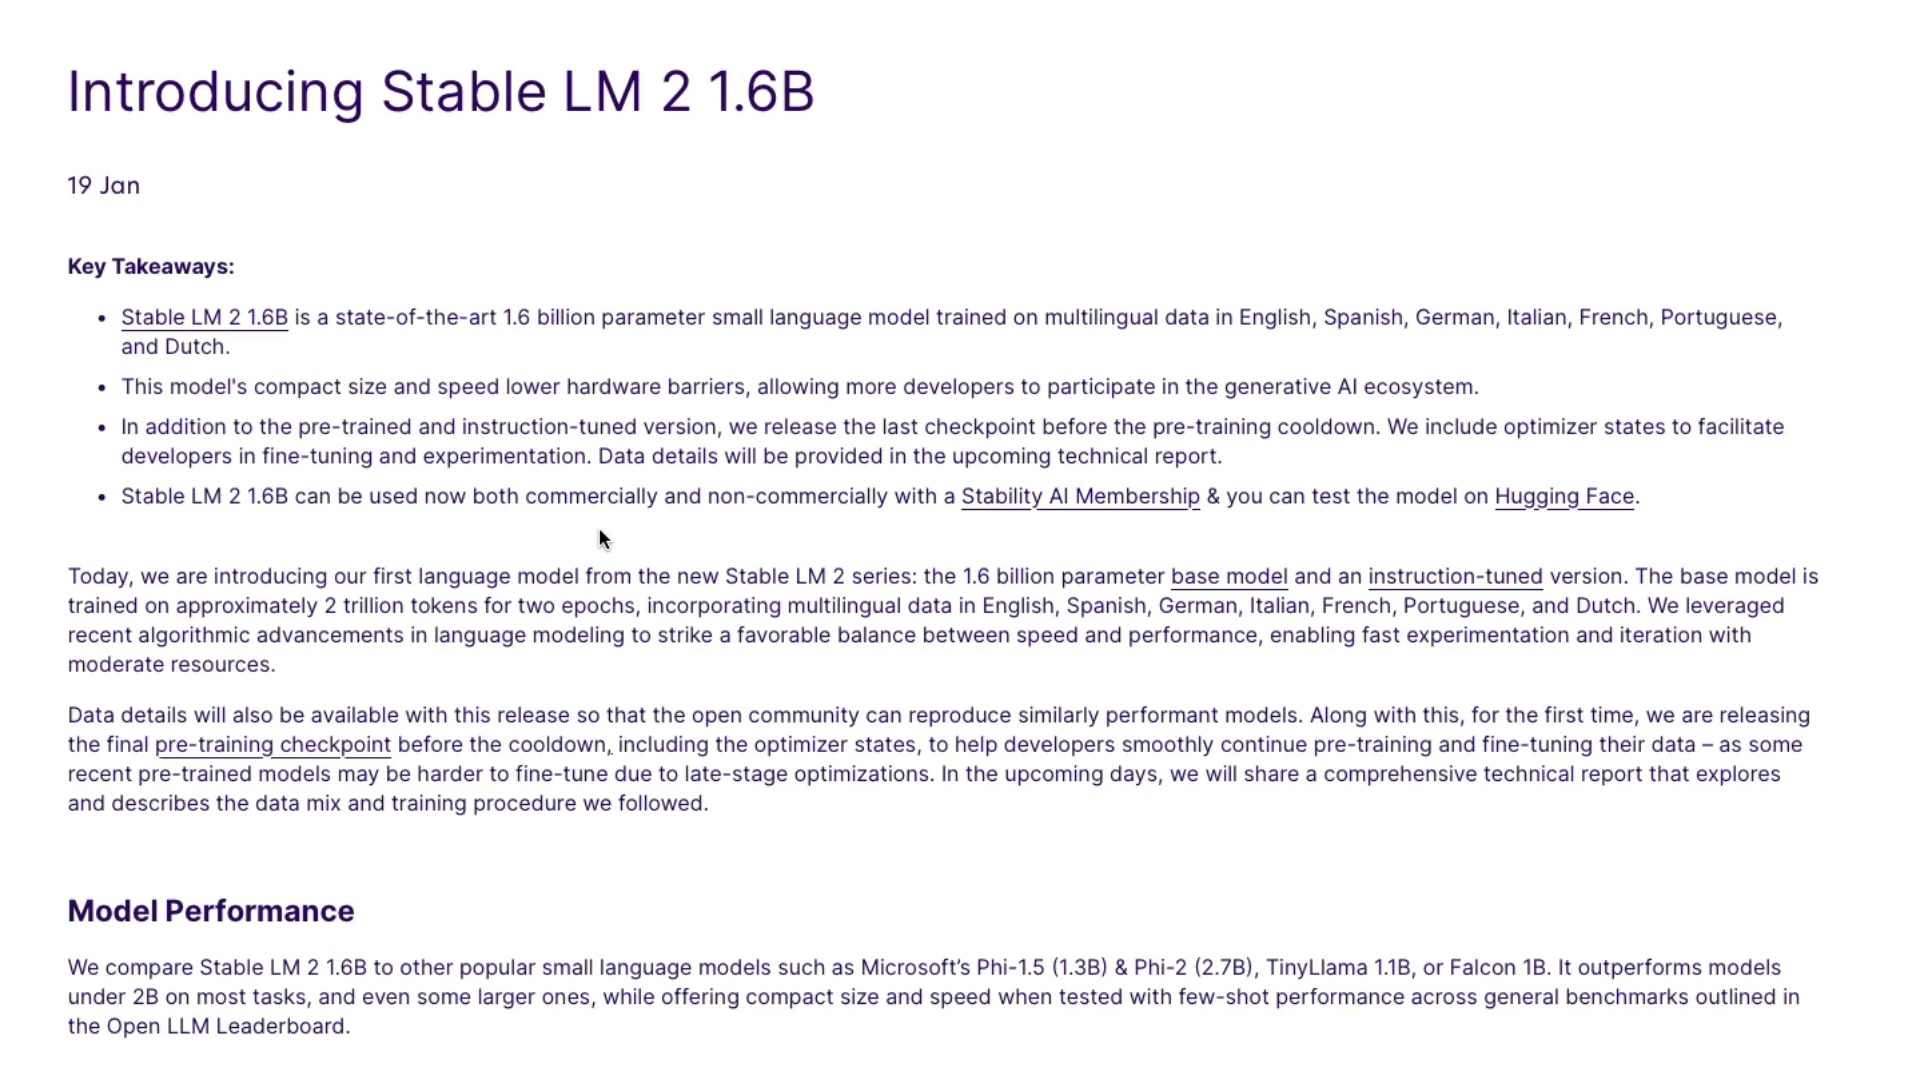 Introducing Stable LM 2 1.6B
19 Jan
Key Takeaways:
• Stable LM 2 1.6B is a state-of-the-art 1.6 billion parameter small language model trained on multilingual data in English, Spanish, German, Italian, French, Portuguese,
and Dutch.
• This model's compact size and speed lower hardware barriers, allowing more developers to participate in the generative AI ecosystem.
• In addition to the pre-trained and instruction-tuned version, we release the last checkpoint before the pre-training cooldown. We include optimizer states to facilitate
developers in fine-tuning and experimentation. Data details will be provided in the upcoming technical report.
• Stable LM 2 1.6B can be used now both commercially and non-commercially with a Stability AI Membership & you can test the model on Hugging Face.
Today, we are introducing our first language model from the new Stable LM 2 series: the 1.6 billion parameter base model and an instruction-tuned version. The base model is
trained on approximately 2 trillion tokens for two epochs, incorporating multilingual data in English, Spanish, German, Italian, French, Portuguese, and Dutch. We leveraged
recent algorithmic advancements in language modeling to strike a favorable balance between speed and performance, enabling fast experimentation and iteration with
moderate resources.
Data details will also be available with this release so that the open community can reproduce similarly performant models. Along with this, for the first time, we are releasing
the final pre-training checkpoint before the cooldown, including the optimizer states, to help developers smoothly continue pre-training and fine-tuning their data – as some
recent pre-trained models may be harder to fine-tune due to late-stage optimizations. In the upcoming days, we will share a comprehensive technical report that explores
and describes the data mix and training procedure we followed.
Model Performance
We compare Stable LM 2 1.6B to other popular small language models such as Microsoft’s Phi-1.5 (1.3B) & Phi-2 (2.7B), TinyLlama 1.1B, or Falcon 1B. It outperforms models
under 2B on most tasks, and even some larger ones, while offering compact size and speed when tested with few-shot performance across general benchmarks outlined in
the Open LLM Leaderboard.